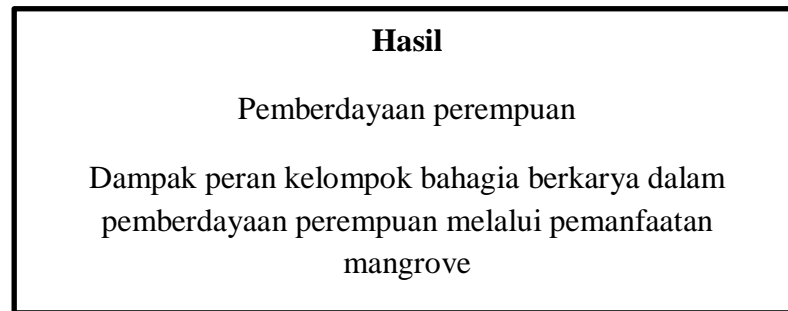 Hasil
Pemberdayaan perempuan
Dampak peran kelompok bahagia berkarya dalam
pemberdayaan perempuan melalui pemanfaatan
mangrove